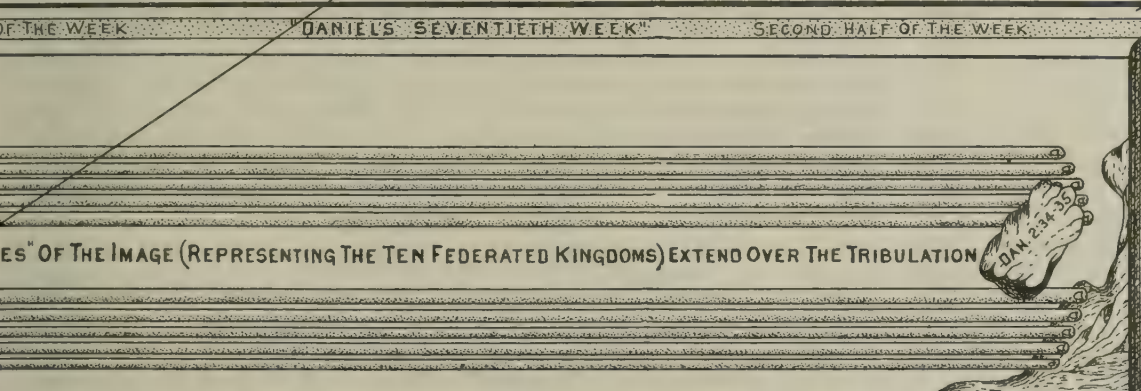 OF THE WEEK "DANIEL'S SEVENTIETH WEEK" SECOND HALF OF THE WEEK
ES" OF THE IMAGE (REPRESENTING THE TEN FEDERATED KINGDOMS) EXTEND OVER THE TRIBULATION
DAN. 2:34-35